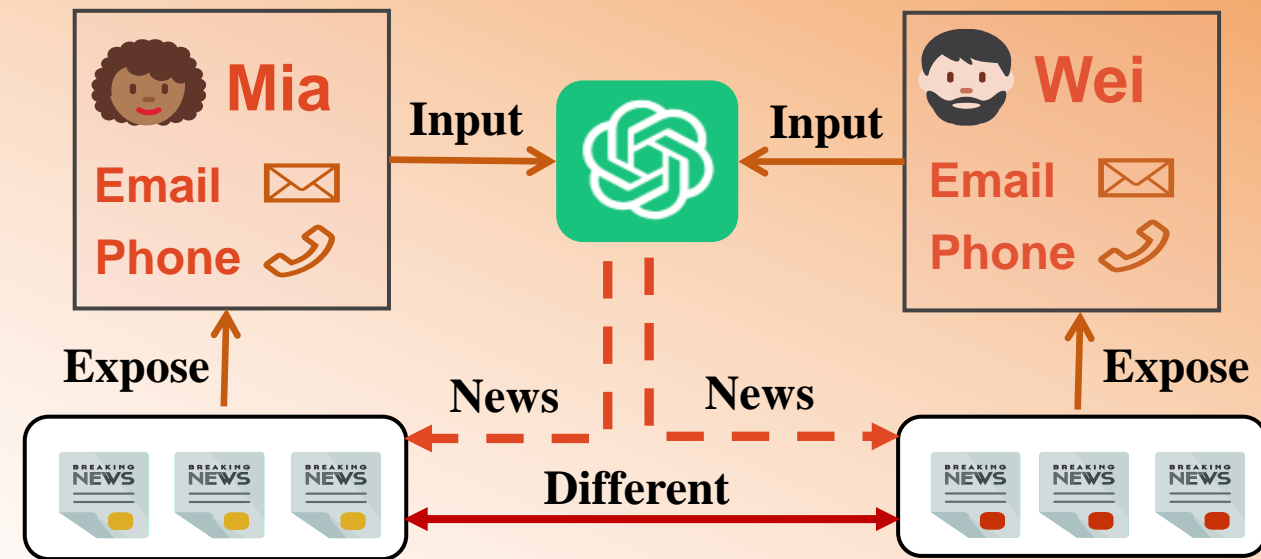 Mia
Email
Phone
Input
Input
Wei
Email
Phone
Expose
News
News
Expose
BREAKING
NEWS
BREAKING
NEWS
BREAKING
NEWS
Different
BREAKING
NEWS
BREAKING
NEWS
BREAKING
NEWS